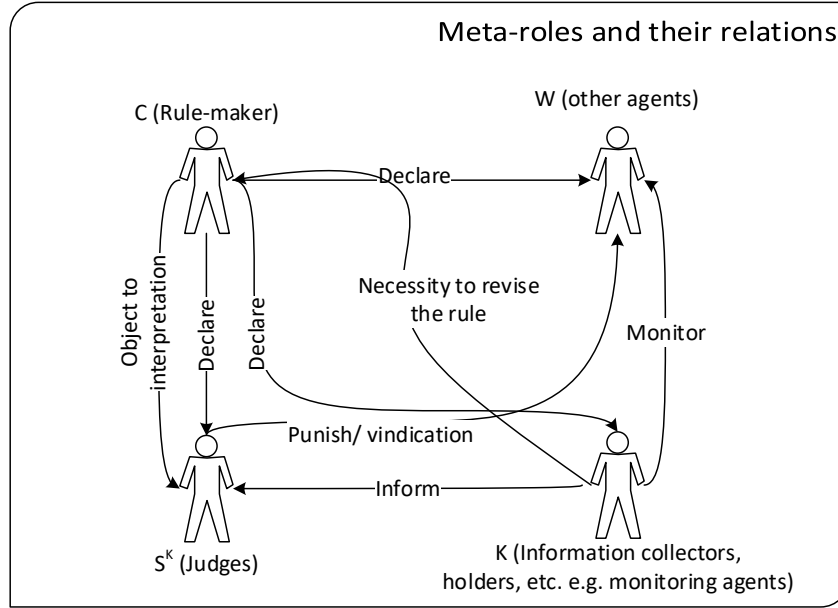 Meta-roles and their relations
C (Rule-maker)
W (other agents)
Declare
Object to
interpretation
Declare
Declare
Necessity to revise
the rule
Monitor
Punish/ vindication
Inform
S^K (Judges)
K (Information collectors,
holders, etc. e.g. monitoring agents)